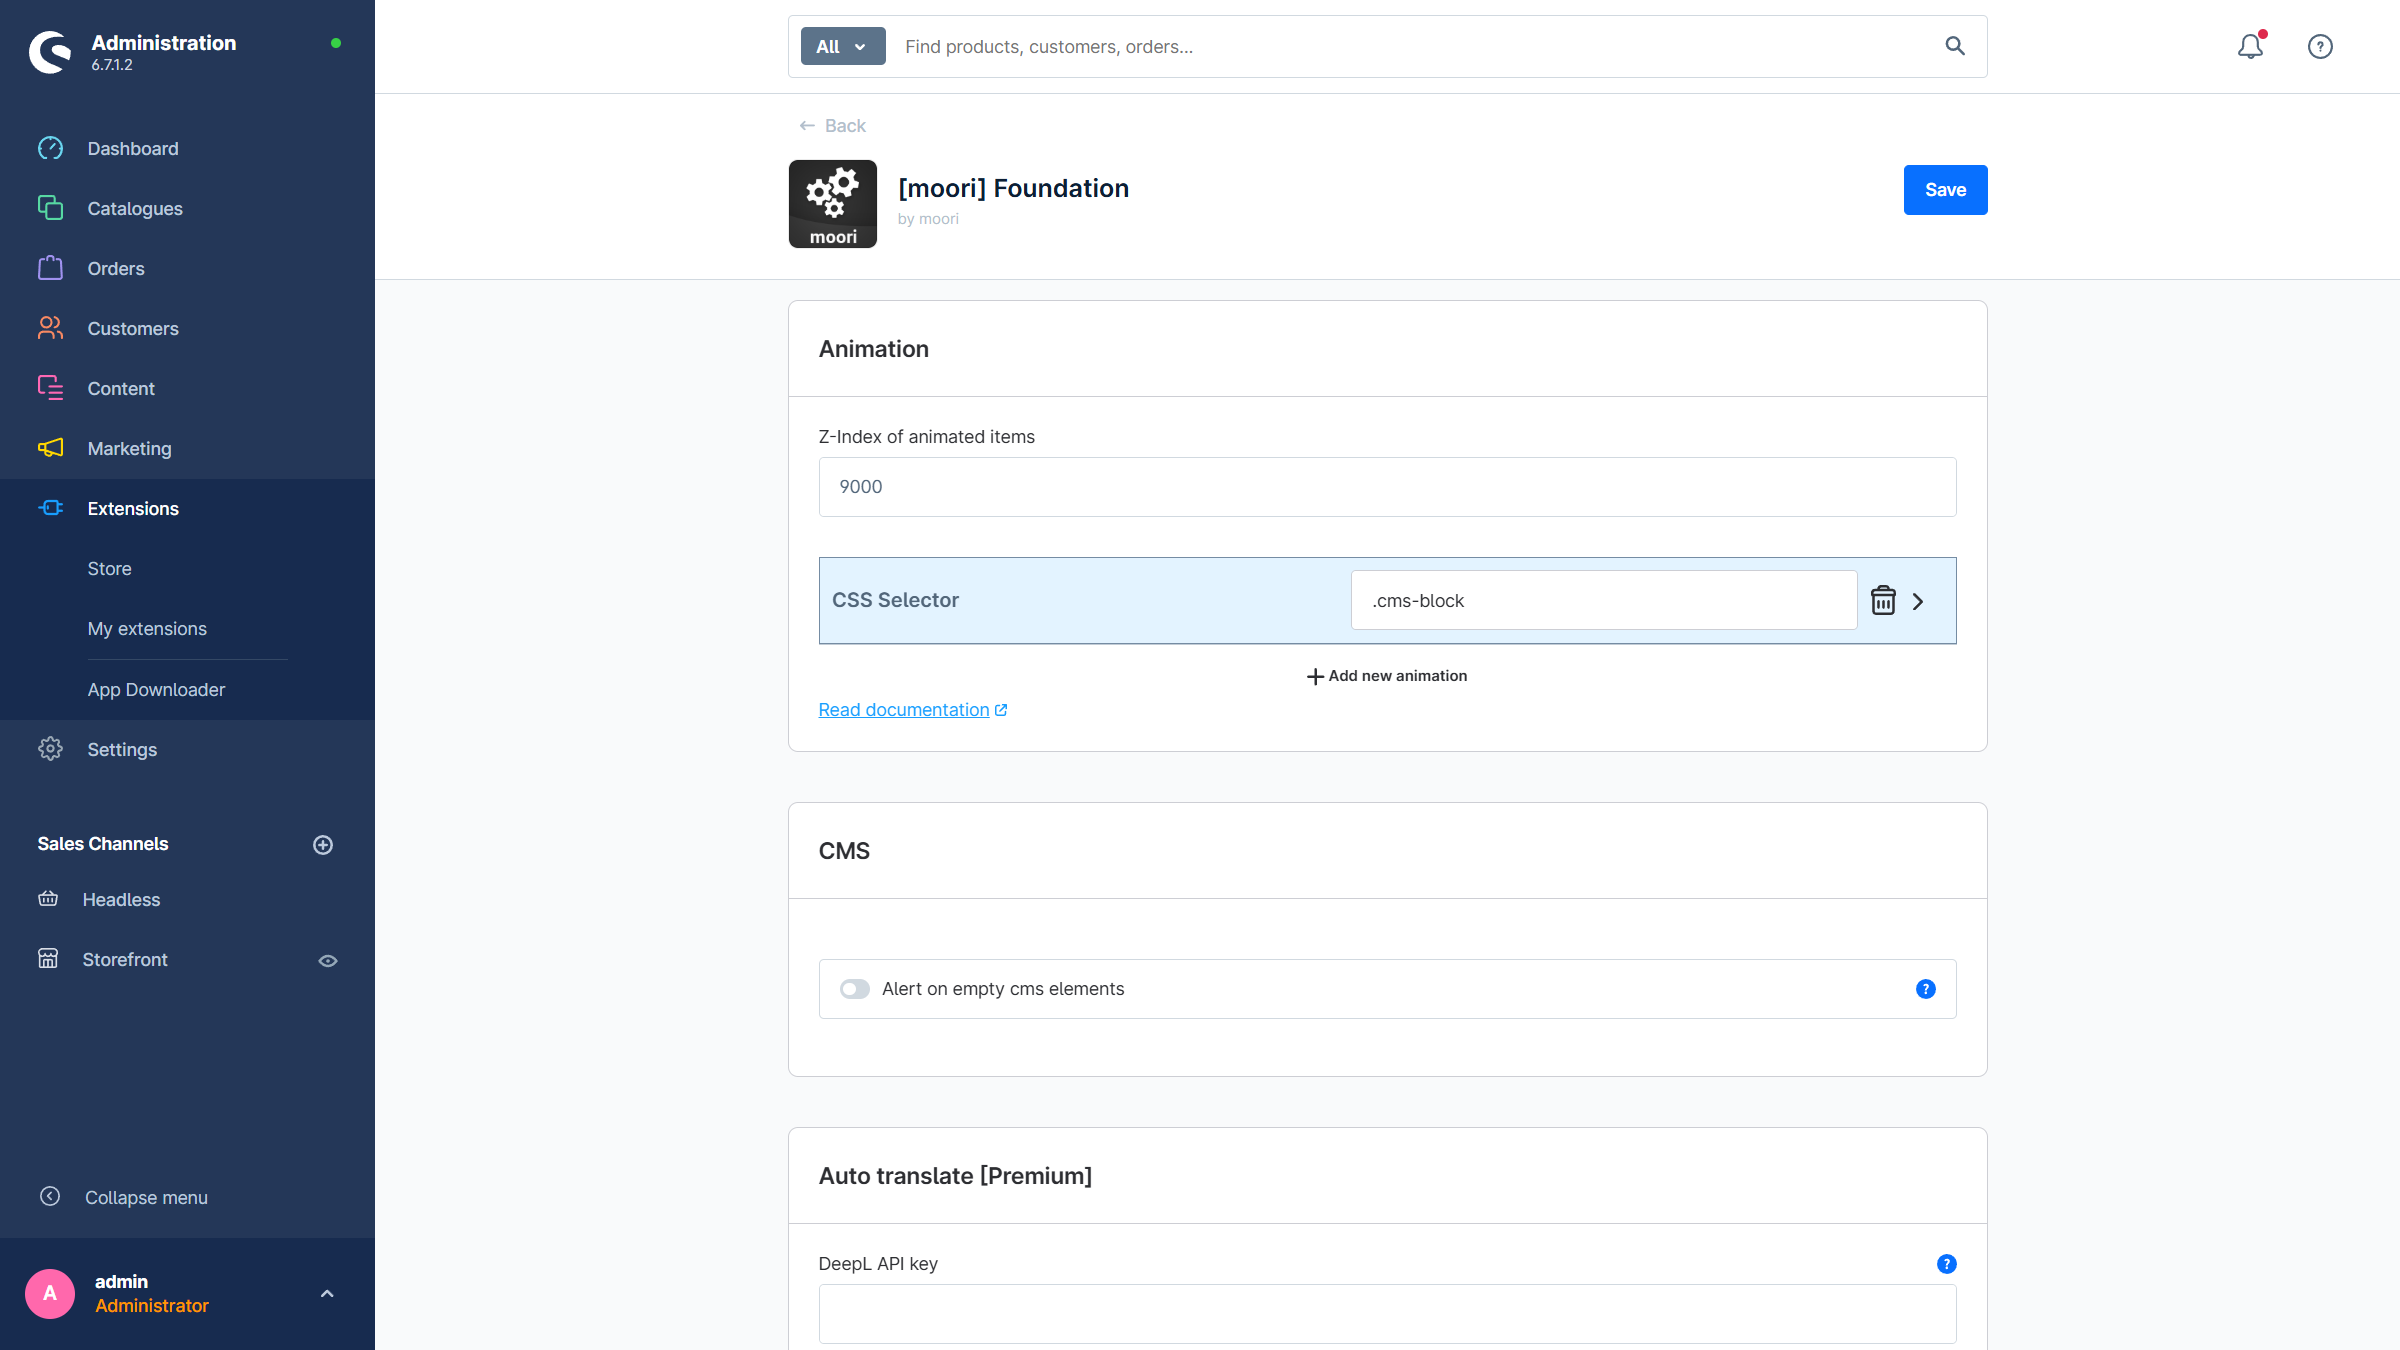 Administration
6.7.1.2
Dashboard
Catalogues
Orders
Customers
Content
Marketing
Extensions
Store
My extensions
App Downloader
Settings
Sales Channels
Headless
Storefront
Collapse menu
A
admin
Administrator
All
Find products, customers, orders...
?
Back
moori
[moori] Foundation
by moori
Save
Animation
Z-Index of animated items
9000
CSS Selector
.cms-block
Add new animation
Read documentation
CMS
Alert on empty cms elements
?
Auto translate [Premium]
DeepL API key
?